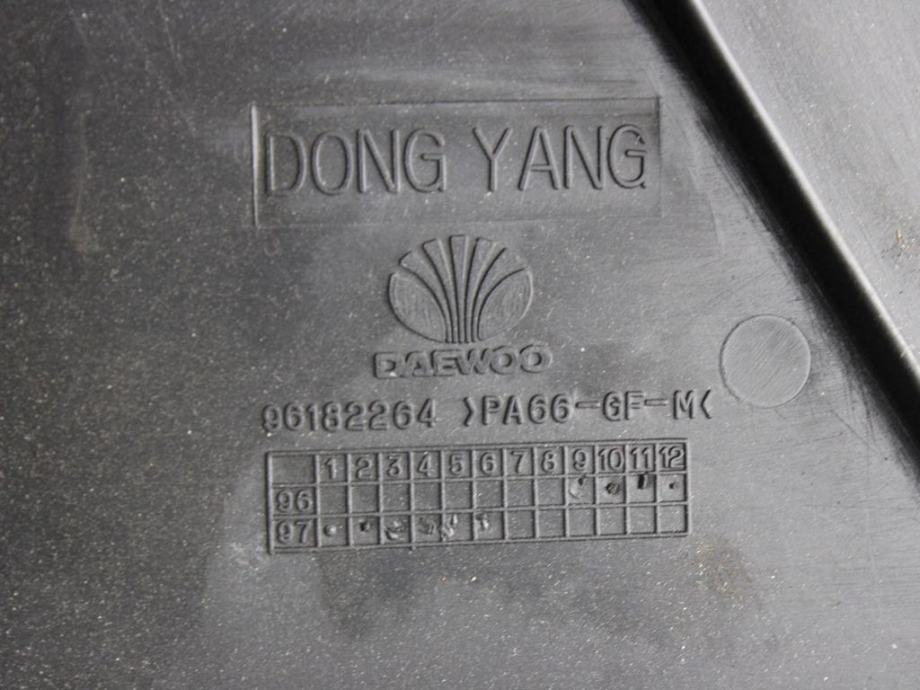 DONG YANG
DAEWOO
96182264 >PA66-GF-M<
1 2 3 4 5 6 7 8 9 10 11 12
96
97